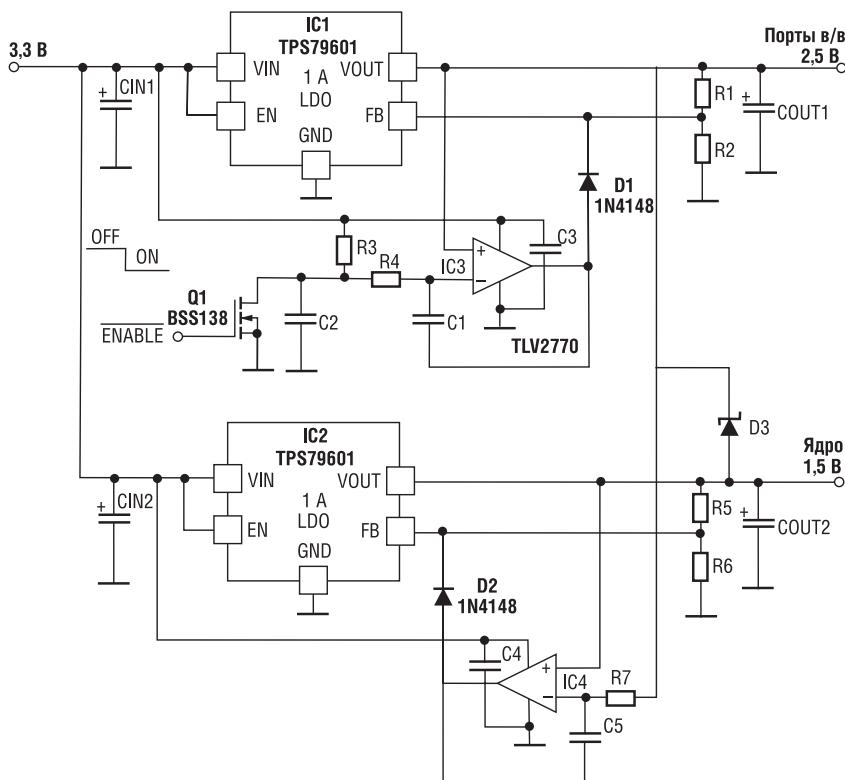 IC1
TPS79601
3,3 В
Порты в/в
2,5 В
VIN
VOUT
1 A
LDO
CIN1
EN
FB
GND
R1
COUT1
R2
D1
1N4148
OFF
ON
R3
R4
C3
IC3
Q1
BSS138
ENABLE
C2
C1
TLV2770
IC2
TPS79601
D3
Ядро
1,5 В
VIN
VOUT
1 A
LDO
CIN2
EN
FB
GND
R5
COUT2
R6
D2
1N4148
C4
IC4
R7
C5
+
−
+
−
+
+
+
+